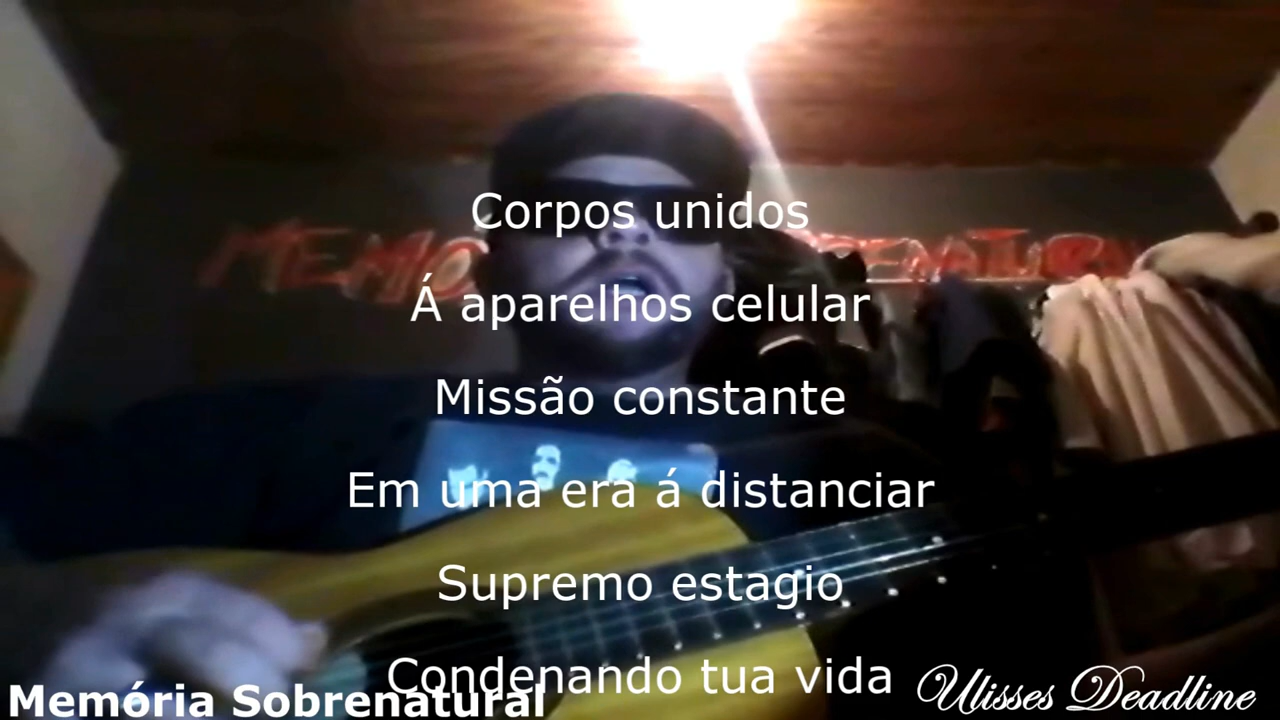 Corpos unidos
MEMÓ
Á aparelhos celular
Missão constante
Em uma era á distanciar
Supremo estagio
Condenando tua vida
Memória Sobrenatural
Ulisses Deadline